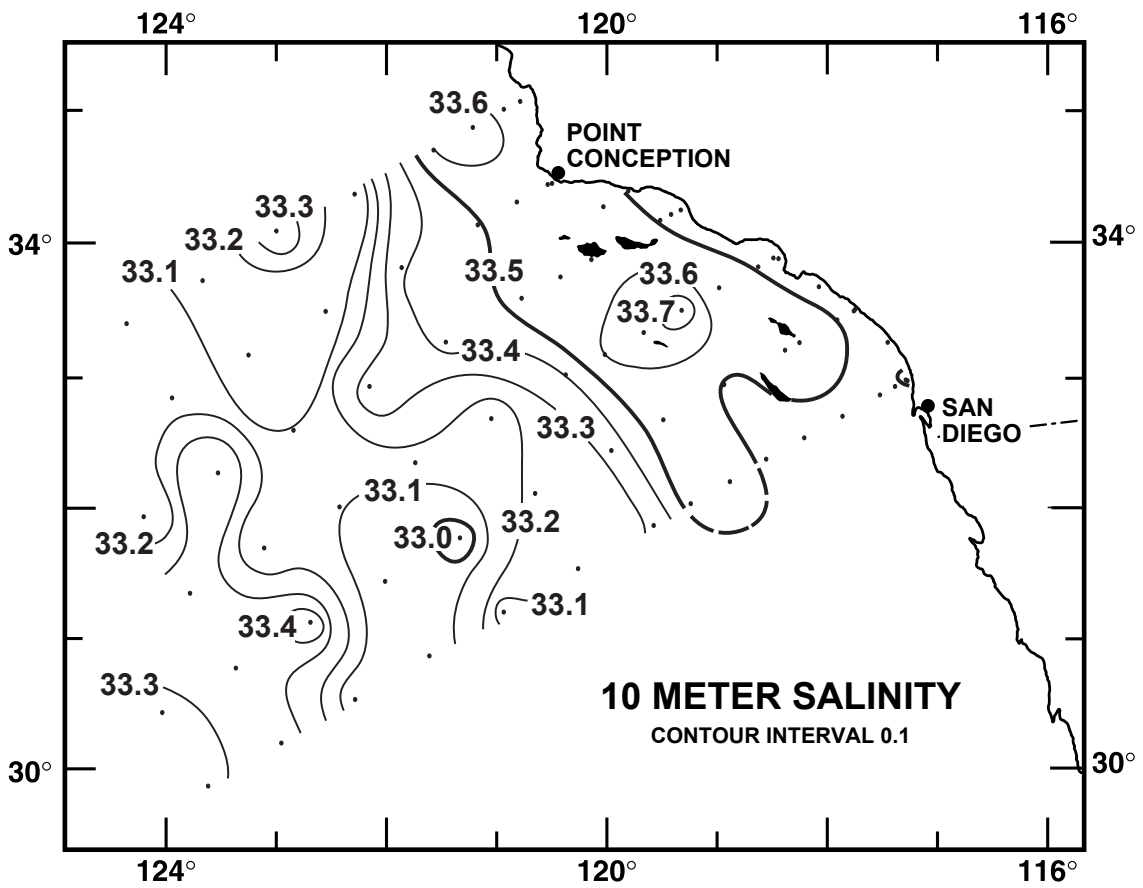 124° 120° 116°
33.6
POINT
CONCEPTION
33.3
34° 33.2 34°
33.1 33.5 33.6
33.7
33.4
SAN
33.3 DIEGO
33.1
33.2
33.2 33.0
33.1
33.4
33.3
10 METER SALINITY
CONTOUR INTERVAL 0.1
30° 30°
124° 120° 116°